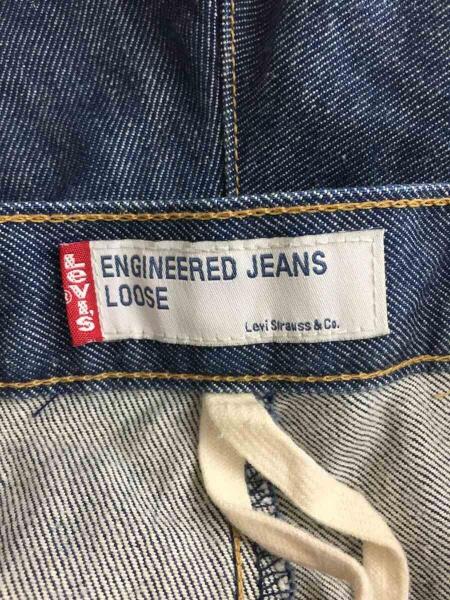 LEVI'S
®
ENGINEERED JEANS
LOOSE
Levi Strauss & Co.